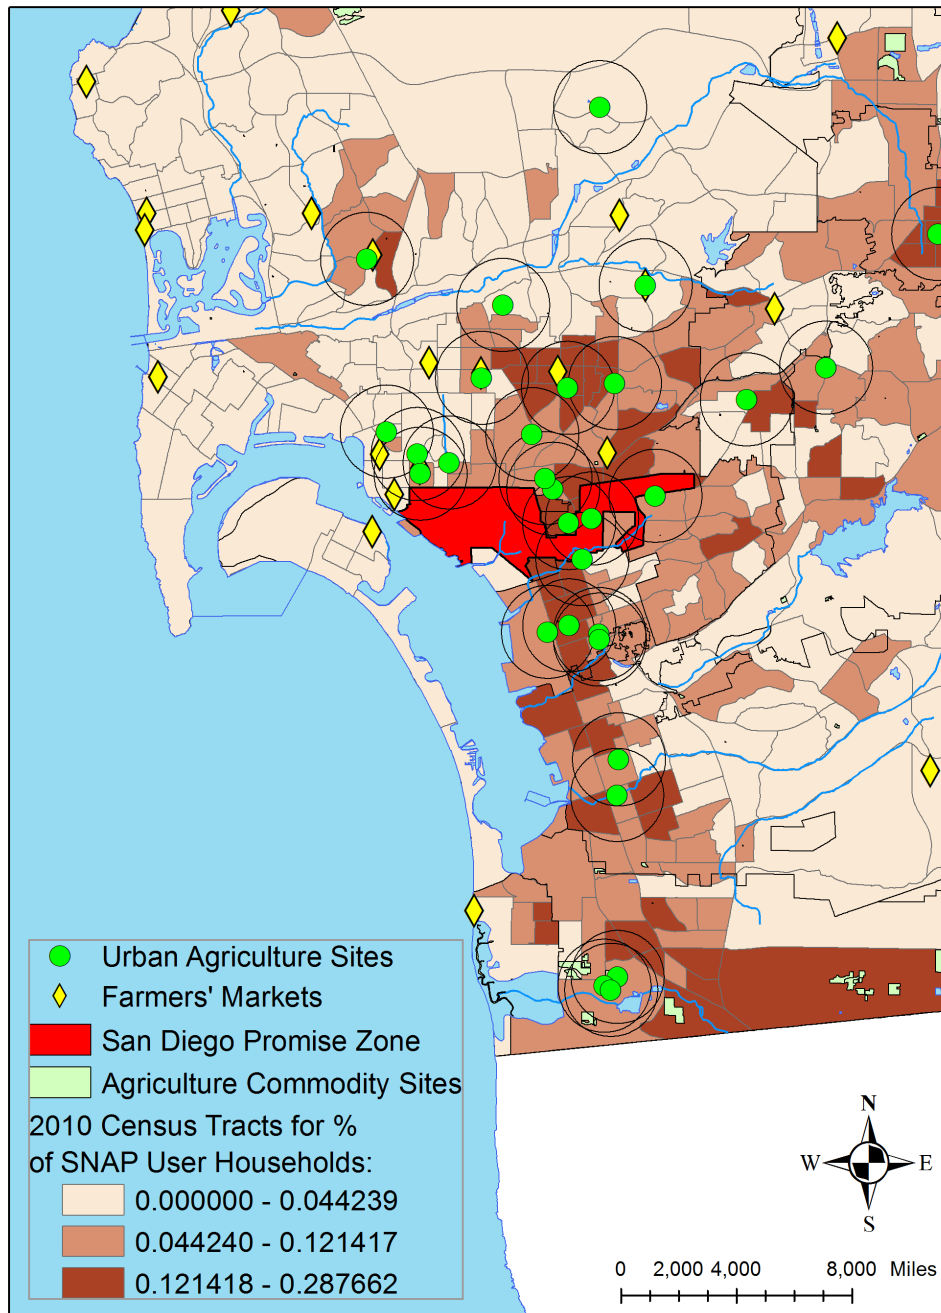 Urban Agriculture Sites
Farmers' Markets
San Diego Promise Zone
Agriculture Commodity Sites
2010 Census Tracts for %
of SNAP User Households:
0.000000 - 0.044239
0.044240 - 0.121417
0.121418 - 0.287662
N
W E
S
0 2,000 4,000 8,000 Miles